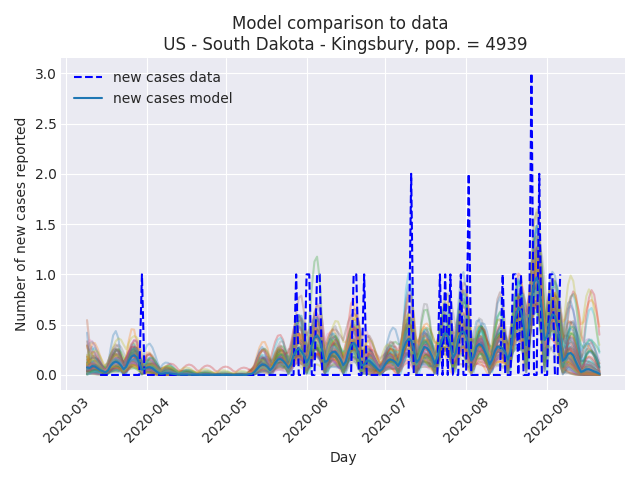 Model comparison to data
US - South Dakota - Kingsbury, pop. = 4939
new cases data
new cases model
3.0
2.5
2.0
1.5
1.0
0.5
0.0
Number of new cases reported
2020-03
2020-04
2020-05
2020-06
2020-07
2020-08
2020-09
Day